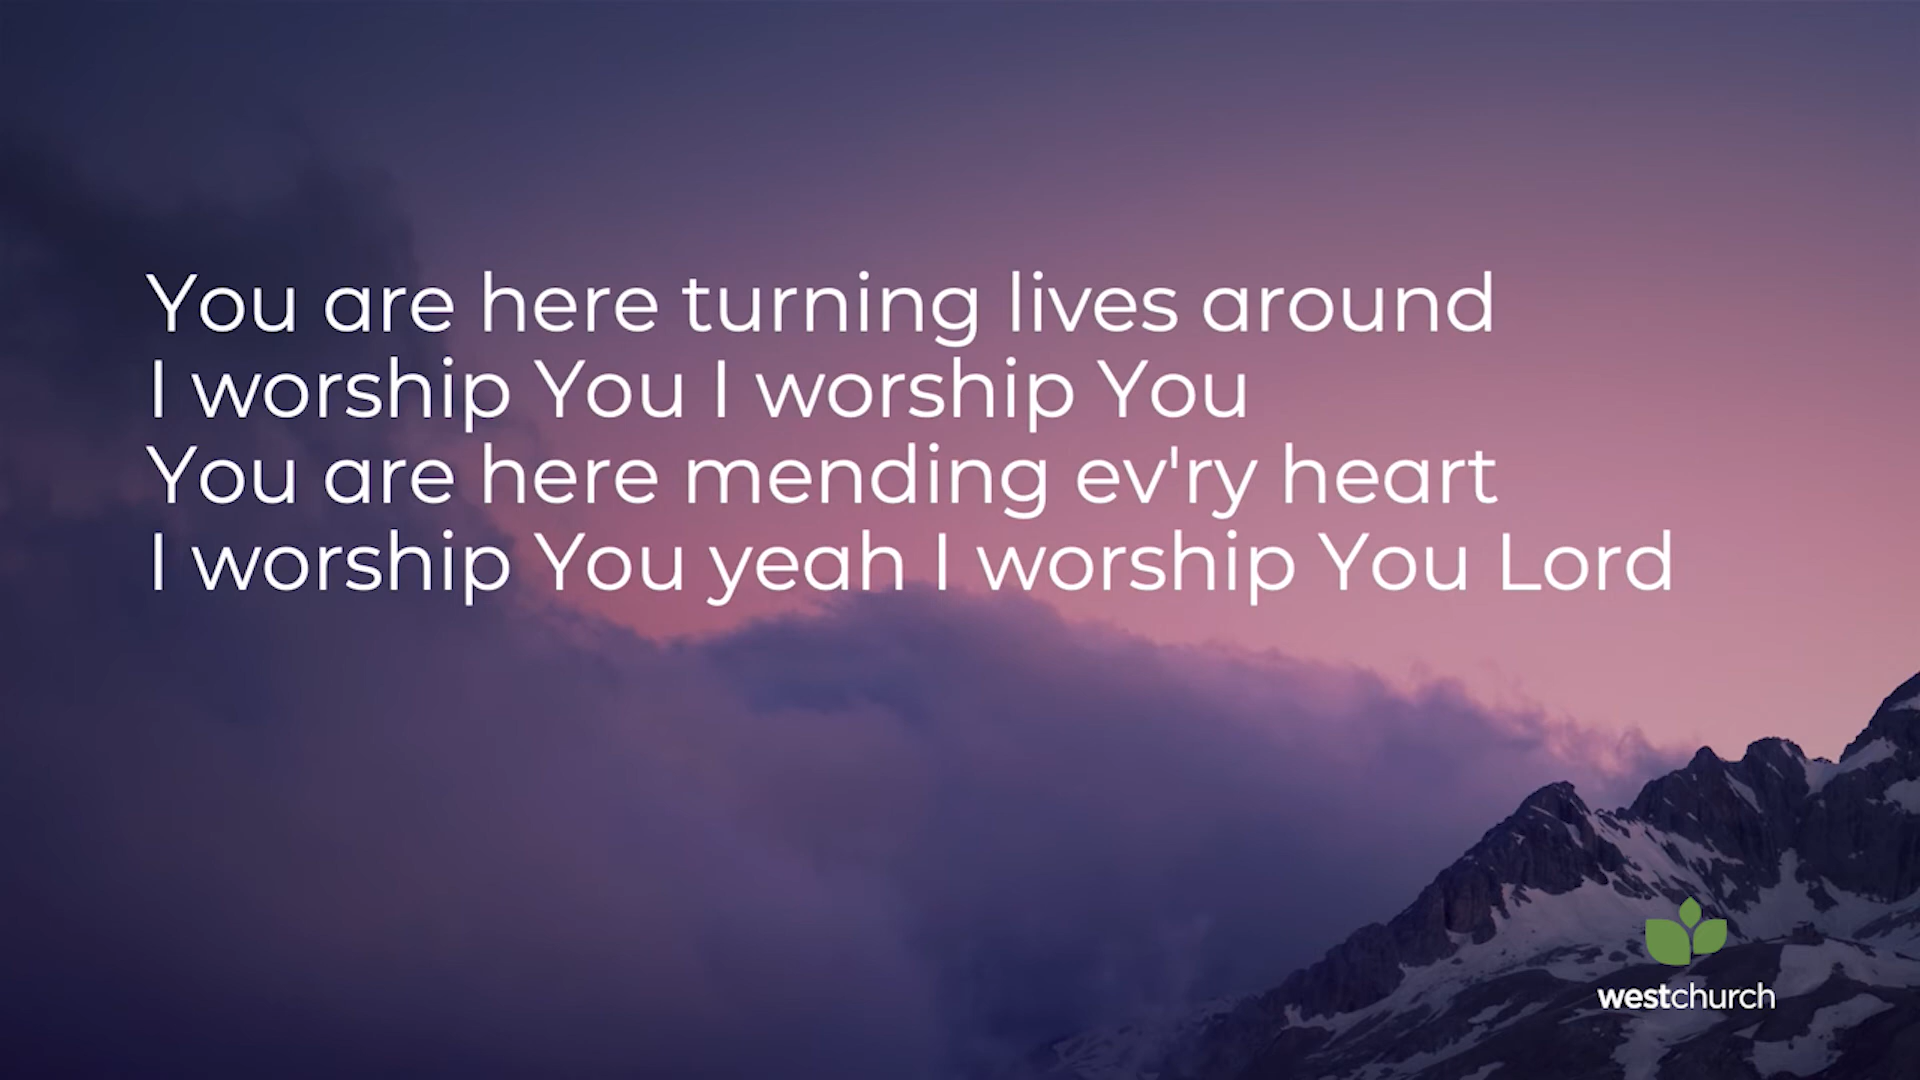 You are here turning lives around
I worship You I worship You
You are here mending ev'ry heart
I worship You yeah I worship You Lord
westchurch